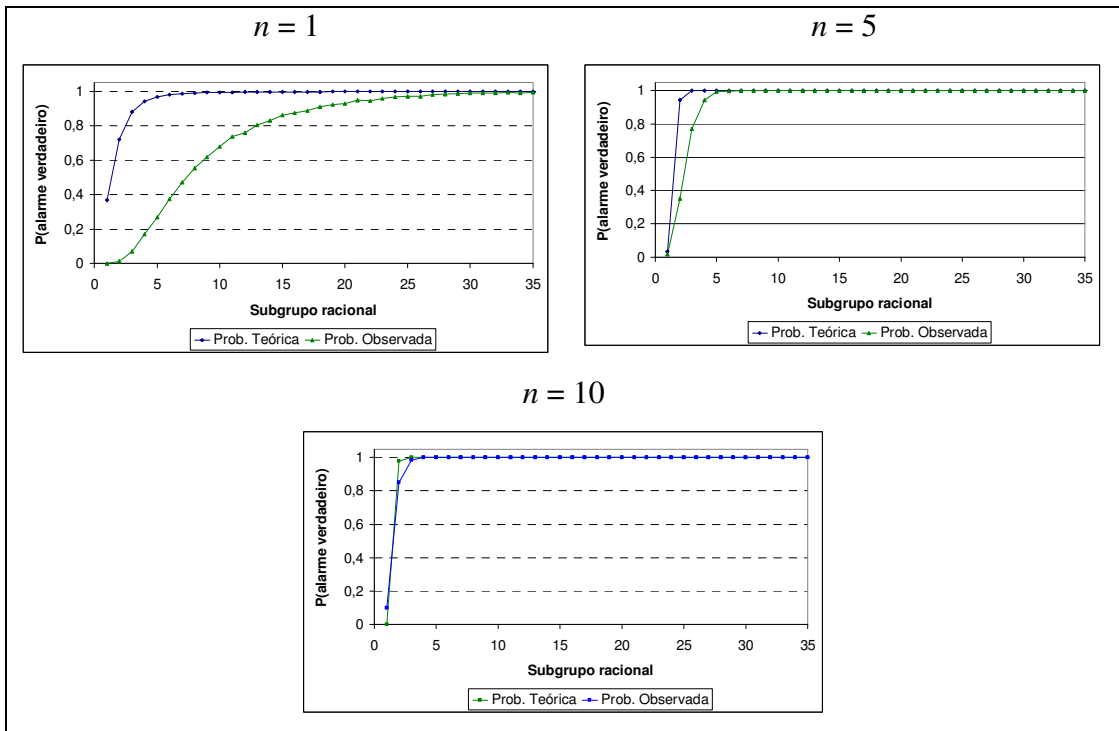 n = 1
P(alarme verdadeiro)
1
0,8
0,6
0,4
0,2
0
0 5 10 15 20 25 30 35
Subgrupo racional
Prob. Teórica Prob. Observada
n = 5
P(alarme verdadeiro)
1
0,8
0,6
0,4
0,2
0
0 5 10 15 20 25 30 35
Subgrupo racional
Prob. Teórica Prob. Observada
n = 10
P(alarme verdadeiro)
1
0,8
0,6
0,4
0,2
0
0 5 10 15 20 25 30 35
Subgrupo racional
Prob. Teórica Prob. Observada